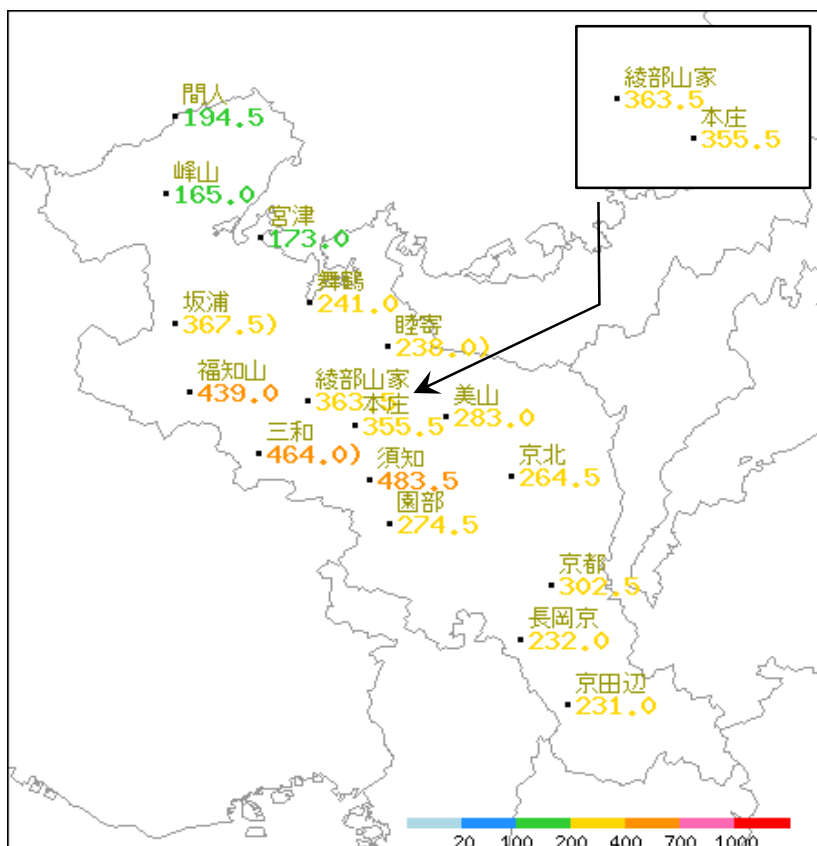 綾部山家
363.5
本庄
355.5
間人
194.5
峰山
165.0
宮津
173.0
舞鶴
241.0
坂浦
367.5)
睦寄
238.0)
福知山
439.0
綾部山家
363.5
本庄
355.5
美山
283.0
三和
464.0)
須知
483.5
京北
264.5
園部
274.5
京都
302.5
長岡京
232.0
京田辺
231.0
20 100 200 400 700 1000